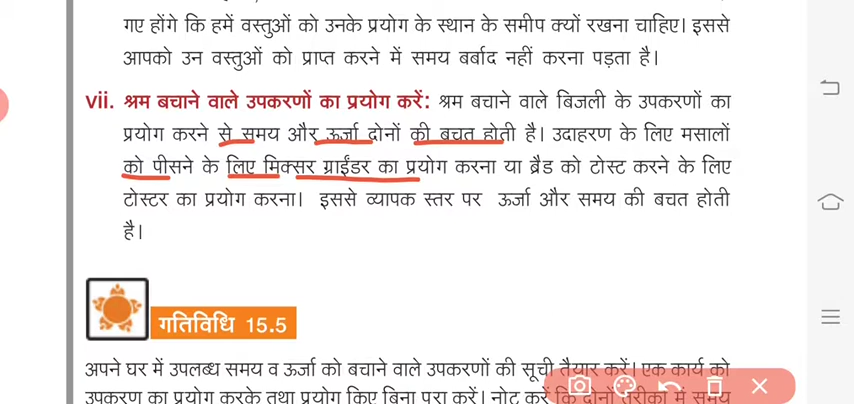 गए होंगे कि हमें वस्तुओं को उनके प्रयोग के स्थान के समीप क्यों रखना चाहिए। इससे
आपको उन वस्तुओं को प्राप्त करने में समय बर्बाद नहीं करना पड़ता है।
vii. श्रम बचाने वाले उपकरणों का प्रयोग करें: श्रम बचाने वाले बिजली के उपकरणों का
प्रयोग करने से समय और ऊर्जा दोनों की बचत होती है। उदाहरण के लिए मसालों
को पीसने के लिए मिक्सर ग्राईंडर का प्रयोग करना या ब्रैड को टोस्ट करने के लिए
टोस्टर का प्रयोग करना। इससे व्यापक स्तर पर ऊर्जा और समय की बचत होती
है।
गतिविधि 15.5
अपने घर में उपलब्ध समय व ऊर्जा को बचाने वाले उपकरणों की सूची तैयार करें। एक कार्य को
उपकरण का प्रयोग करके तथा प्रयोग किए बिना पूरा करें। नोट करें कि दोनों तरीकों में समय